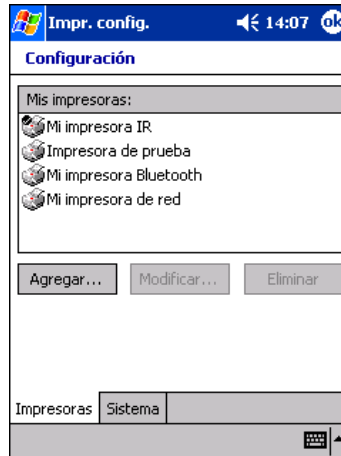 Impr. config. 14:07 ok
Configuración
Mis impresoras:
Mi impresora IR
Impresora de prueba
Mi impresora Bluetooth
Mi impresora de red
Agregar... Modificar... Eliminar
Impresoras Sistema